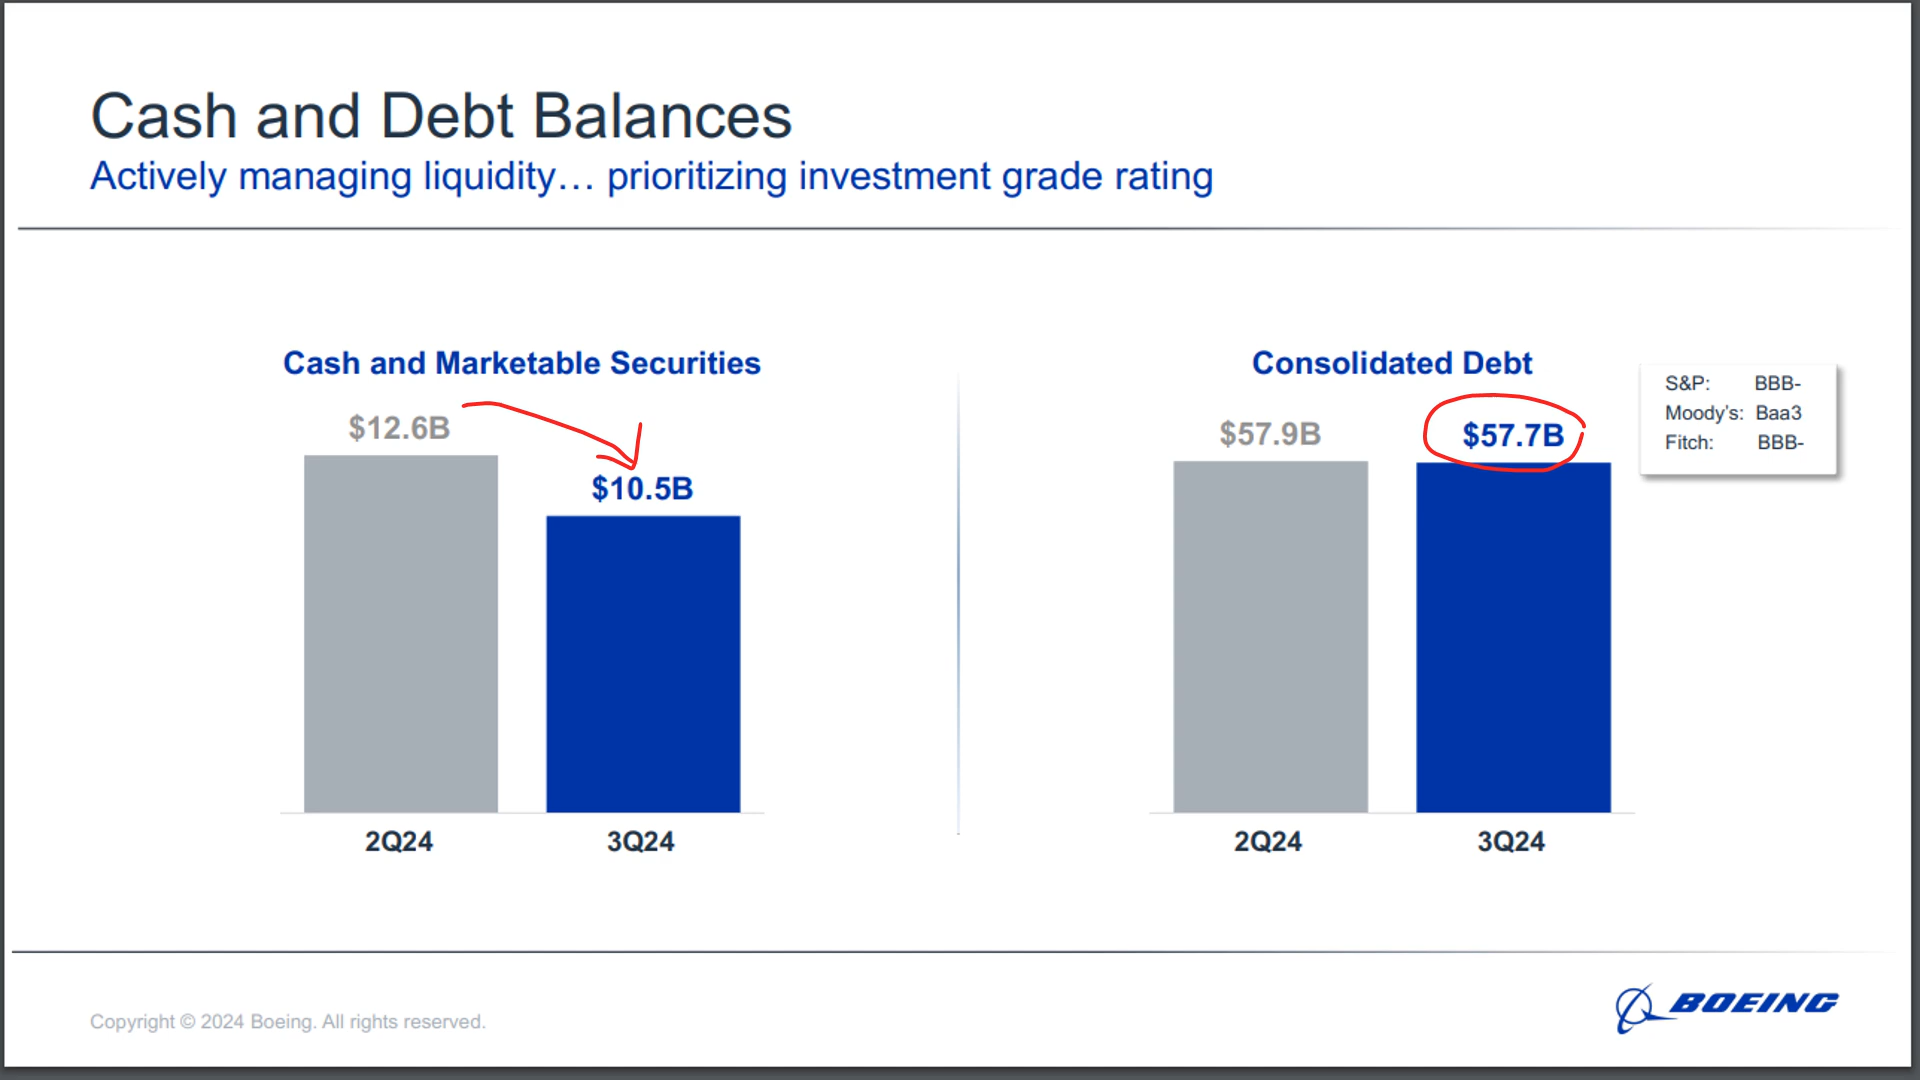 Cash and Debt Balances
Actively managing liquidity… prioritizing investment grade rating
Cash and Marketable Securities
$12.6B
$10.5B
2Q24
3Q24
Consolidated Debt
$57.9B
$57.7B
2Q24
3Q24
S&P: BBB-
Moody's: Baa3
Fitch: BBB-
Copyright © 2024 Boeing. All rights reserved.
BOEING